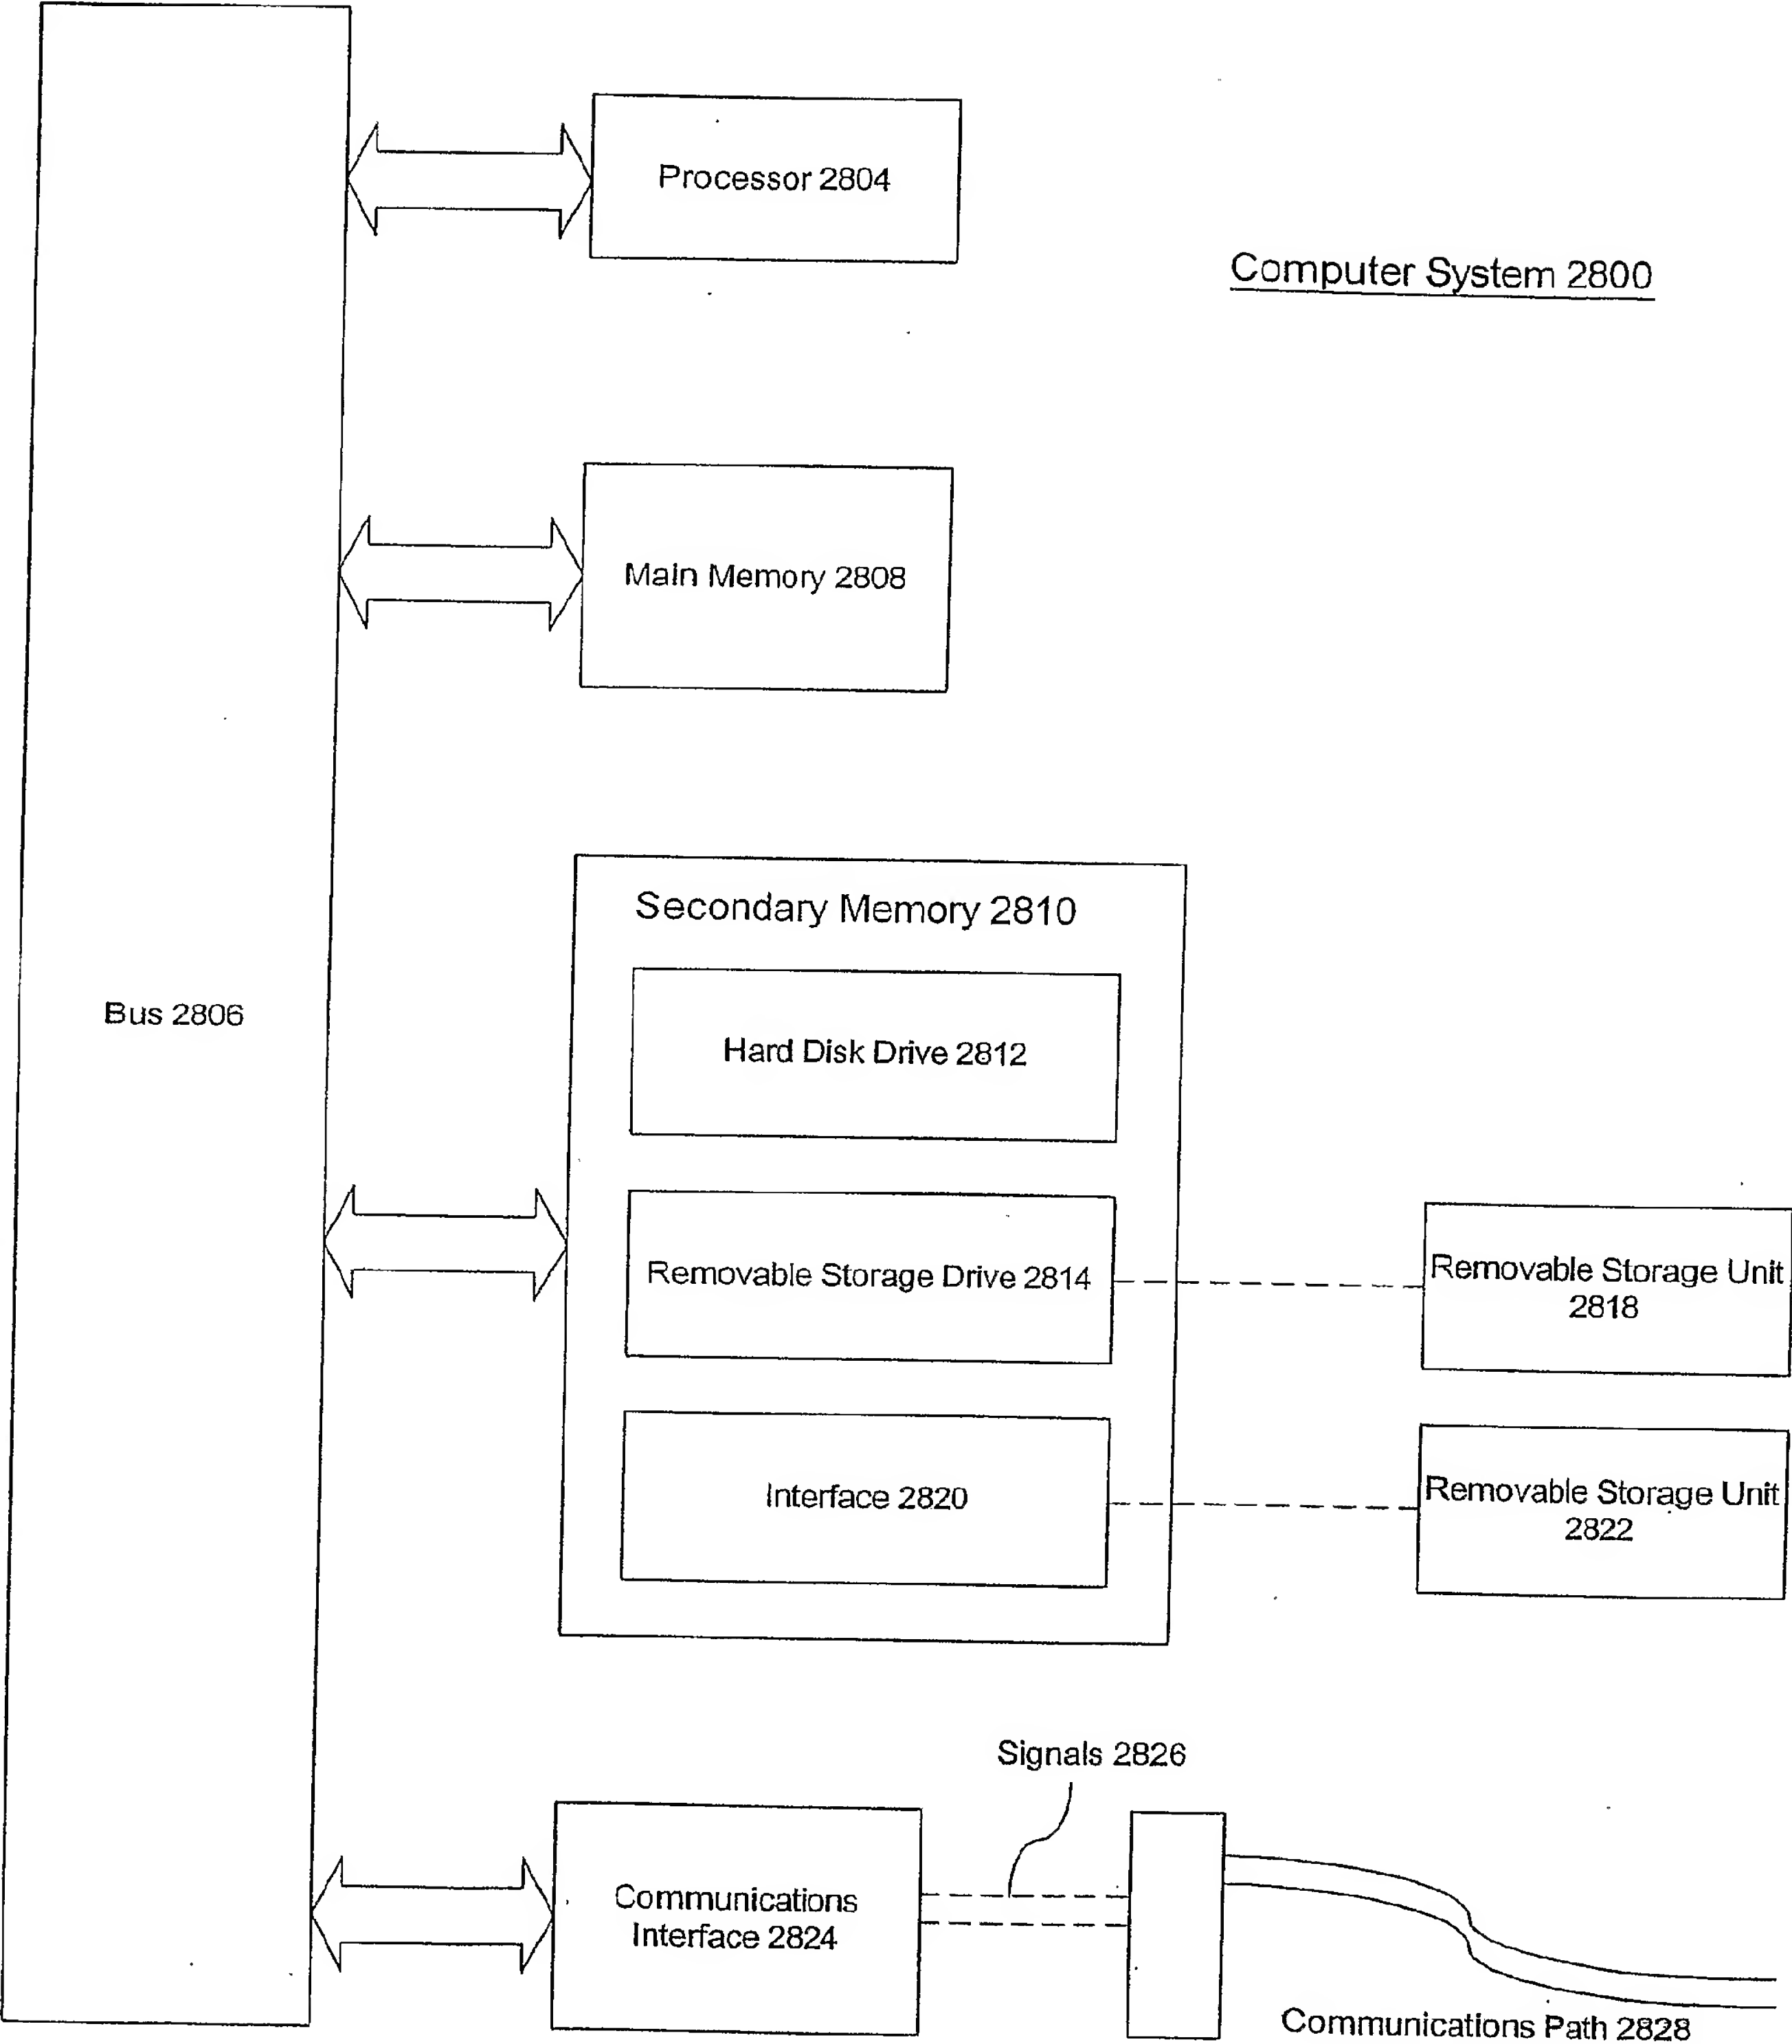 Processor 2804
Computer System 2800
Main Memory 2808
Secondary Memory 2810
Bus 2806
Hard Disk Drive 2812
Removable Storage Drive 2814
Removable Storage Unit
2818
Interface 2820
Removable Storage Unit
2822
Signals 2826
Communications
Interface 2824
Communications Path 2828